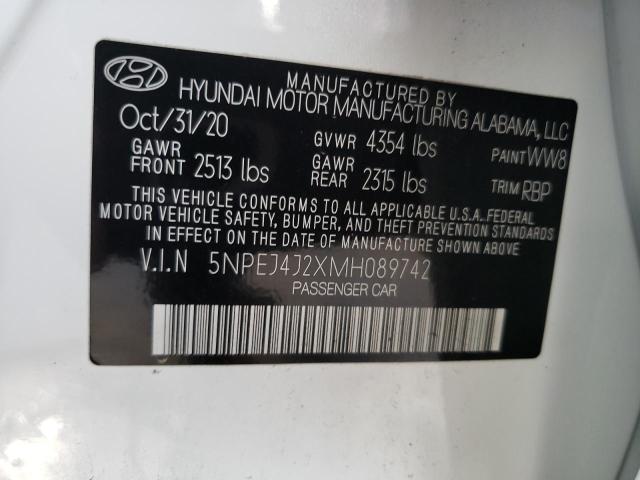 MANUFACTURED BY
HYUNDAI MOTOR MANUFACTURING ALABAMA, LLC
Oct/31/20 GVWR 4354 lbs PAINT WW8
GAWR FRONT 2513 lbs GAWR REAR 2315 lbs TRIM RBP
THIS VEHICLE CONFORMS TO ALL APPLICABLE U.S.A. FEDERAL
MOTOR VEHICLE SAFETY, BUMPER, AND THEFT PREVENTION STANDARDS
IN EFFECT ON THE DATE OF MANUFACTURE SHOWN ABOVE.
V.I.N 5NPEJ4J2XMH089742
PASSENGER CAR